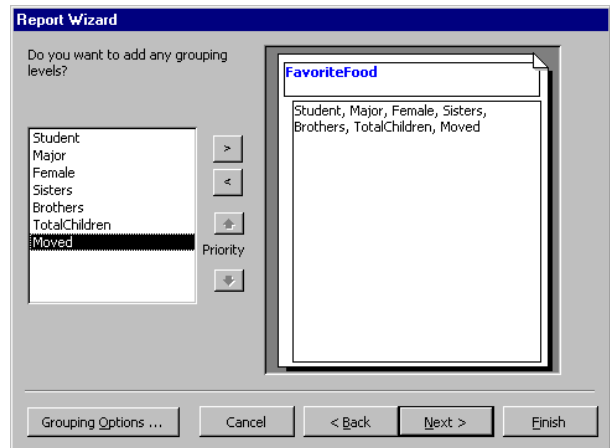 Report Wizard
Do you want to add any grouping
levels?
Student
Major
Female
Sisters
Brothers
TotalChildren
Moved
>
<
Priority
FavoriteFood
Student, Major, Female, Sisters,
Brothers, TotalChildren, Moved
Grouping Options ...
Cancel
< Back
Next >
Finish